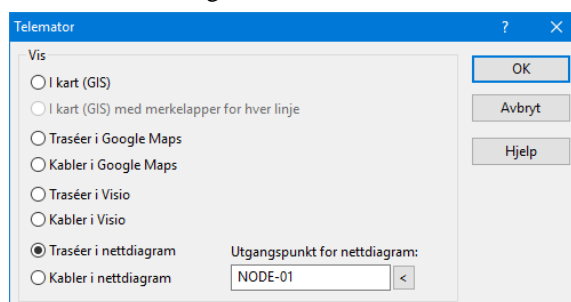 Telemator
?
Vis
I kart (GIS)
I kart (GIS) med merkelapper for hver linje
Traséer i Google Maps
Kabler i Google Maps
Traséer i Visio
Kabler i Visio
Traséer i nettdiagram
Utgangspunkt for nettdiagram:
Kabler i nettdiagram
NODE-01
<
OK
Avbryt
Hjelp